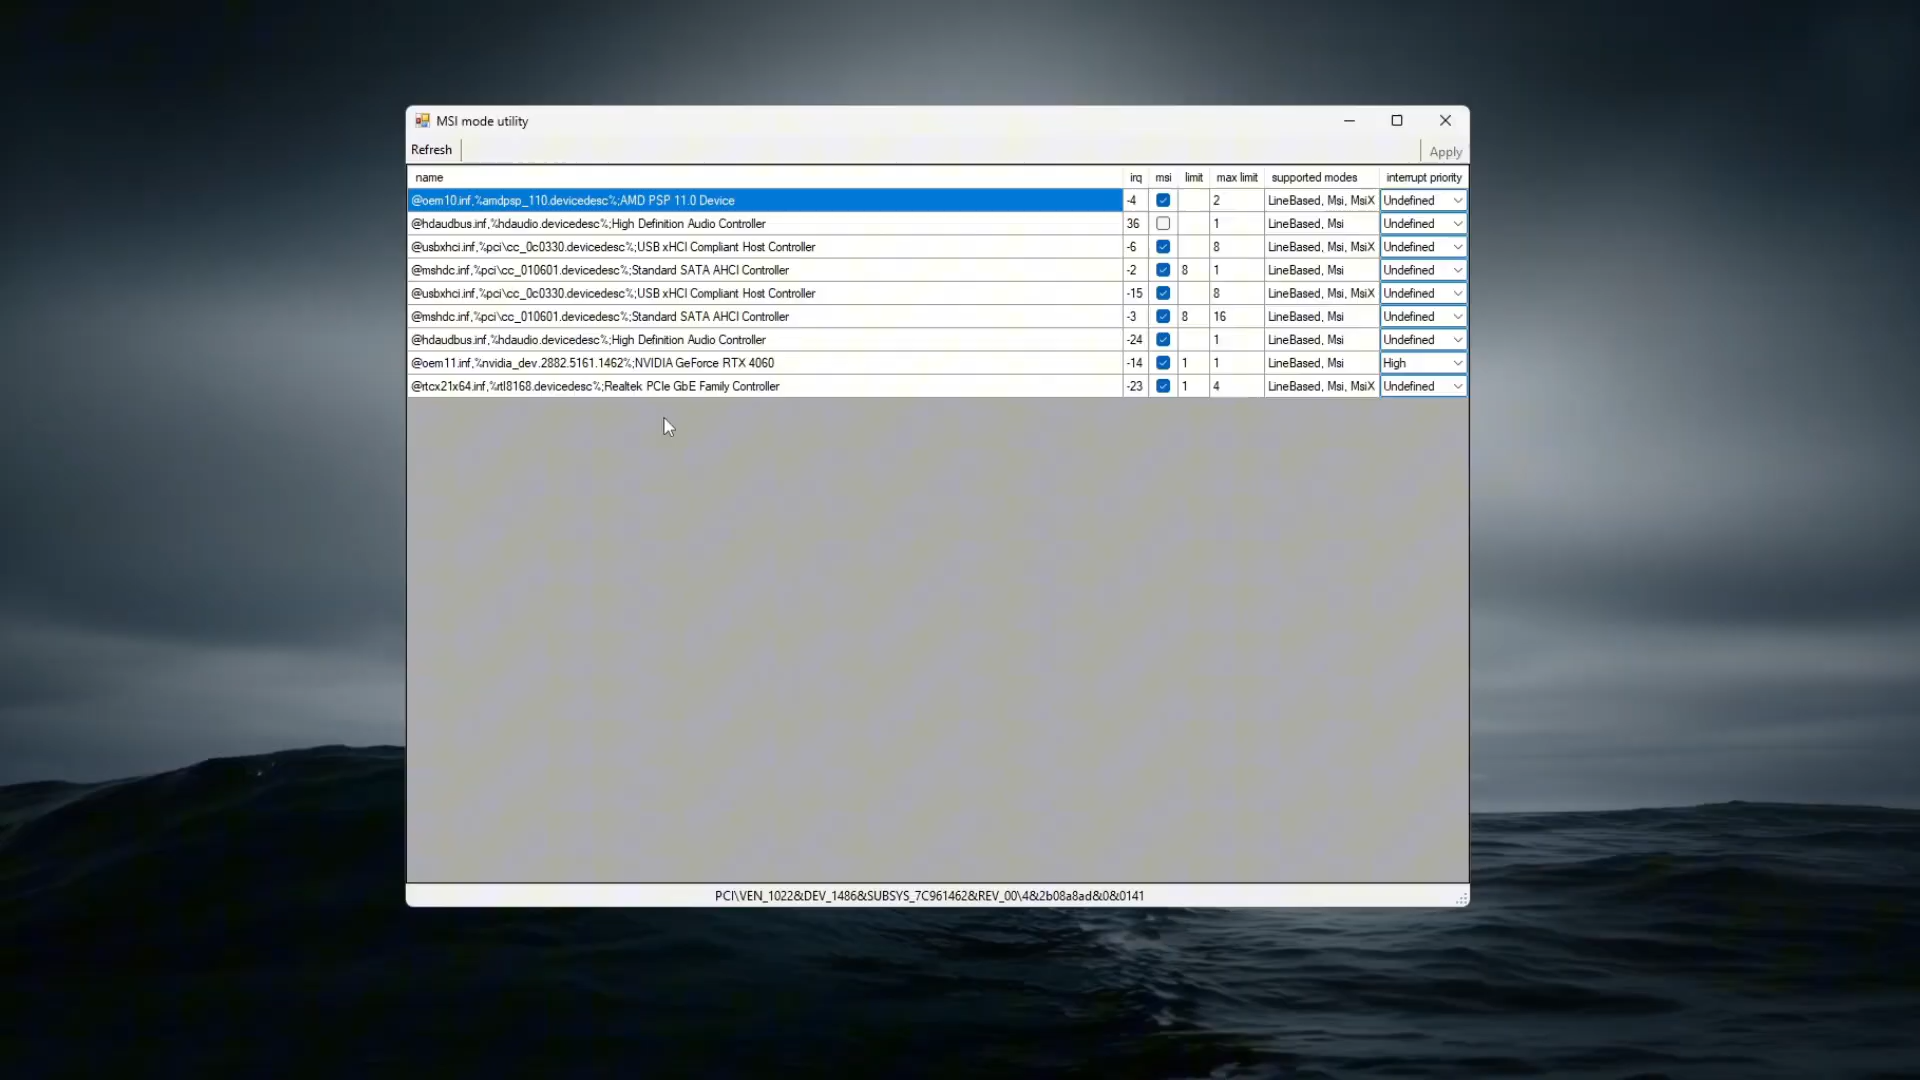 MSI mode utility
Refresh Apply
name irq msi limit max limit supported modes interrupt priority
@oem10.inf,%amdpsp_110.devicedesc%;AMD PSP 11.0 Device -4 2 LineBased, Msi, MsiX Undefined
@hdaudbus.inf,%hdaudio.devicedesc%;High Definition Audio Controller 36 1 LineBased, Msi Undefined
@usbxhci.inf,%pci\cc_0c0330.devicedesc%;USB xHCI Compliant Host Controller -6 8 LineBased, Msi, MsiX Undefined
@mshdc.inf,%pci\cc_010601.devicedesc%;Standard SATA AHCI Controller -2 8 1 LineBased, Msi Undefined
@usbxhci.inf,%pci\cc_0c0330.devicedesc%;USB xHCI Compliant Host Controller -15 8 LineBased, Msi, MsiX Undefined
@mshdc.inf,%pci\cc_010601.devicedesc%;Standard SATA AHCI Controller -3 8 16 LineBased, Msi Undefined
@hdaudbus.inf,%hdaudio.devicedesc%;High Definition Audio Controller -24 1 LineBased, Msi Undefined
@oem11.inf,%nvidia_dev.2882.5161.1462%;NVIDIA GeForce RTX 4060 -14 1 1 LineBased, Msi High
@rtcx21x64.inf,%rtl8168.devicedesc%;Realtek PCIe GbE Family Controller -23 1 4 LineBased, Msi, MsiX Undefined
PCI\VEN_1022&DEV_1486&SUBSYS_7C961462&REV_00\4&2b08a8ad&0&0141